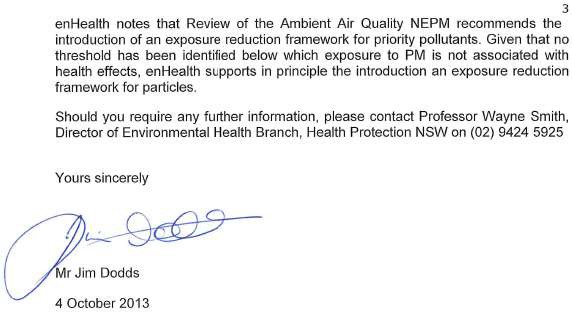 3
enHealth notes that Review of the Ambient Air Quality NEPM recommends the
introduction of an exposure reduction framework for priority pollutants. Given that no
threshold has been identified below which exposure to PM is not associated with
health effects, enHealth supports in principle the introduction an exposure reduction
framework for particles.
Should you require any further information, please contact Professor Wayne Smith,
Director of Environmental Health Branch, Health Protection NSW on (02) 9424 5925
Yours sincerely
Jim Dodds
Mr Jim Dodds
4 October 2013